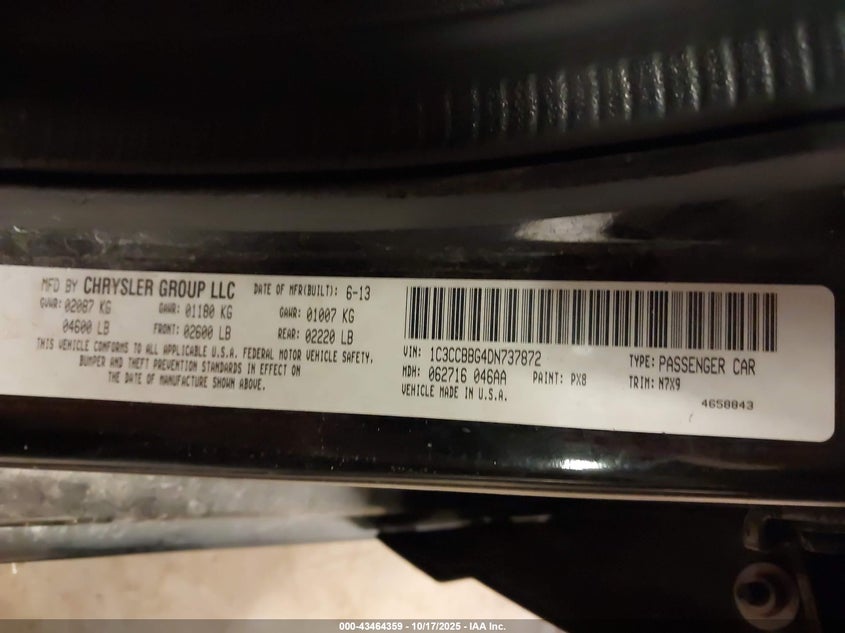 MFD BY CHRYSLER GROUP LLC DATE OF MFR(BUILT): 6-13
GVWR: 02087 KG GAWR: 01180 KG GAWR: 01007 KG
04600 LB FRONT: 02600 LB REAR: 02220 LB
THIS VEHICLE CONFORMS TO ALL APPLICABLE U.S.A. FEDERAL MOTOR VEHICLE SAFETY,
BUMPER AND THEFT PREVENTION STANDARDS IN EFFECT ON
THE DATE OF MANUFACTURE SHOWN ABOVE.
VIN: 1C3CCBBG4DN737872 TYPE: PASSENGER CAR
MDH: 062716 046AA PAINT: PX8 TRIM: N7X9
VEHICLE MADE IN U.S.A. 4658843
000-43464359 | 10/17/2025 - IAA Inc.